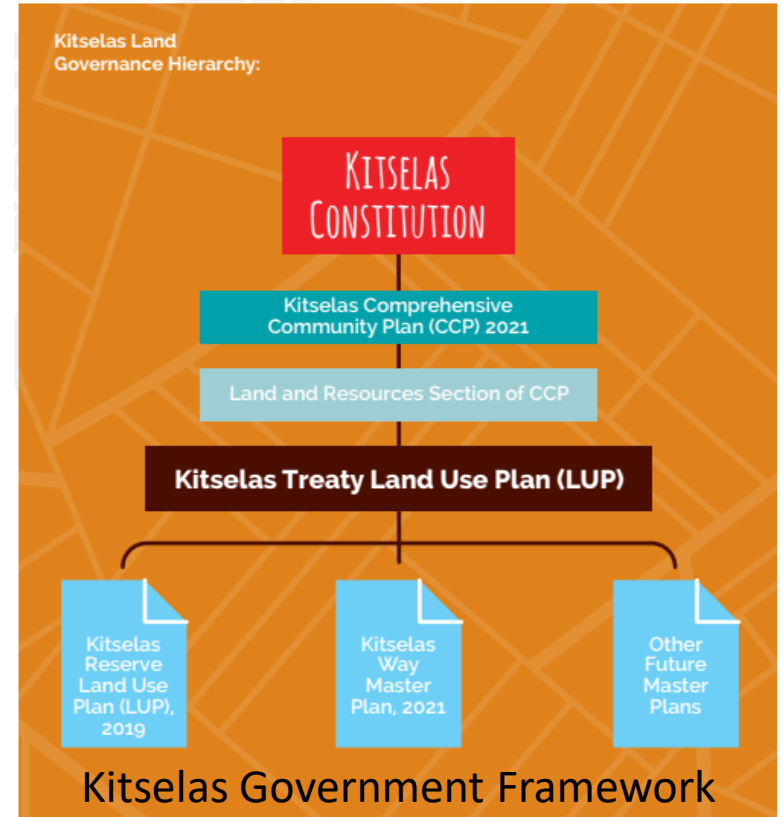 Kitselas Land
Governance Hierarchy:
KITSELAS
CONSTITUTION
Kitselas Comprehensive
Community Plan (CCP) 2021
Land and Resources Section of CCP
Kitselas Treaty Land Use Plan (LUP)
Kitselas
Reserve
Land Use
Plan (LUP),
2019
Kitselas
Way
Master
Plan, 2021
Other
Future
Master
Plans
Kitselas Government Framework